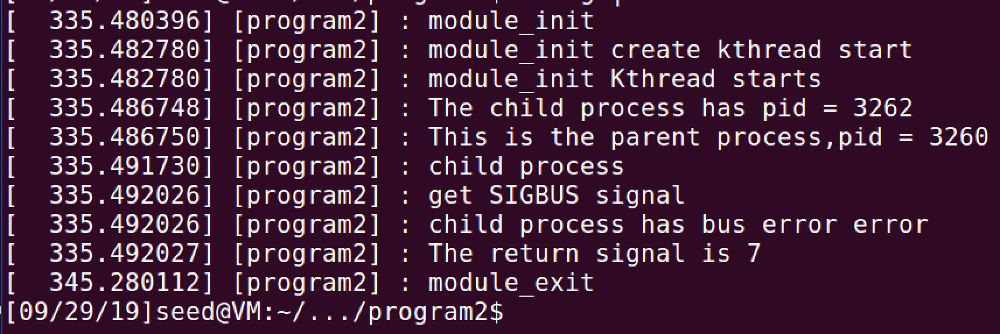 [  335.480396] [program2] : module_init
[  335.482780] [program2] : module_init create kthread start
[  335.482780] [program2] : module_init Kthread starts
[  335.486748] [program2] : The child process has pid = 3262
[  335.486750] [program2] : This is the parent process,pid = 3260
[  335.491730] [program2] : child process
[  335.492026] [program2] : get SIGBUS signal
[  335.492026] [program2] : child process has bus error error
[  335.492027] [program2] : The return signal is 7
[  345.280112] [program2] : module_exit
[09/29/19]seed@VM:~/.../program2$